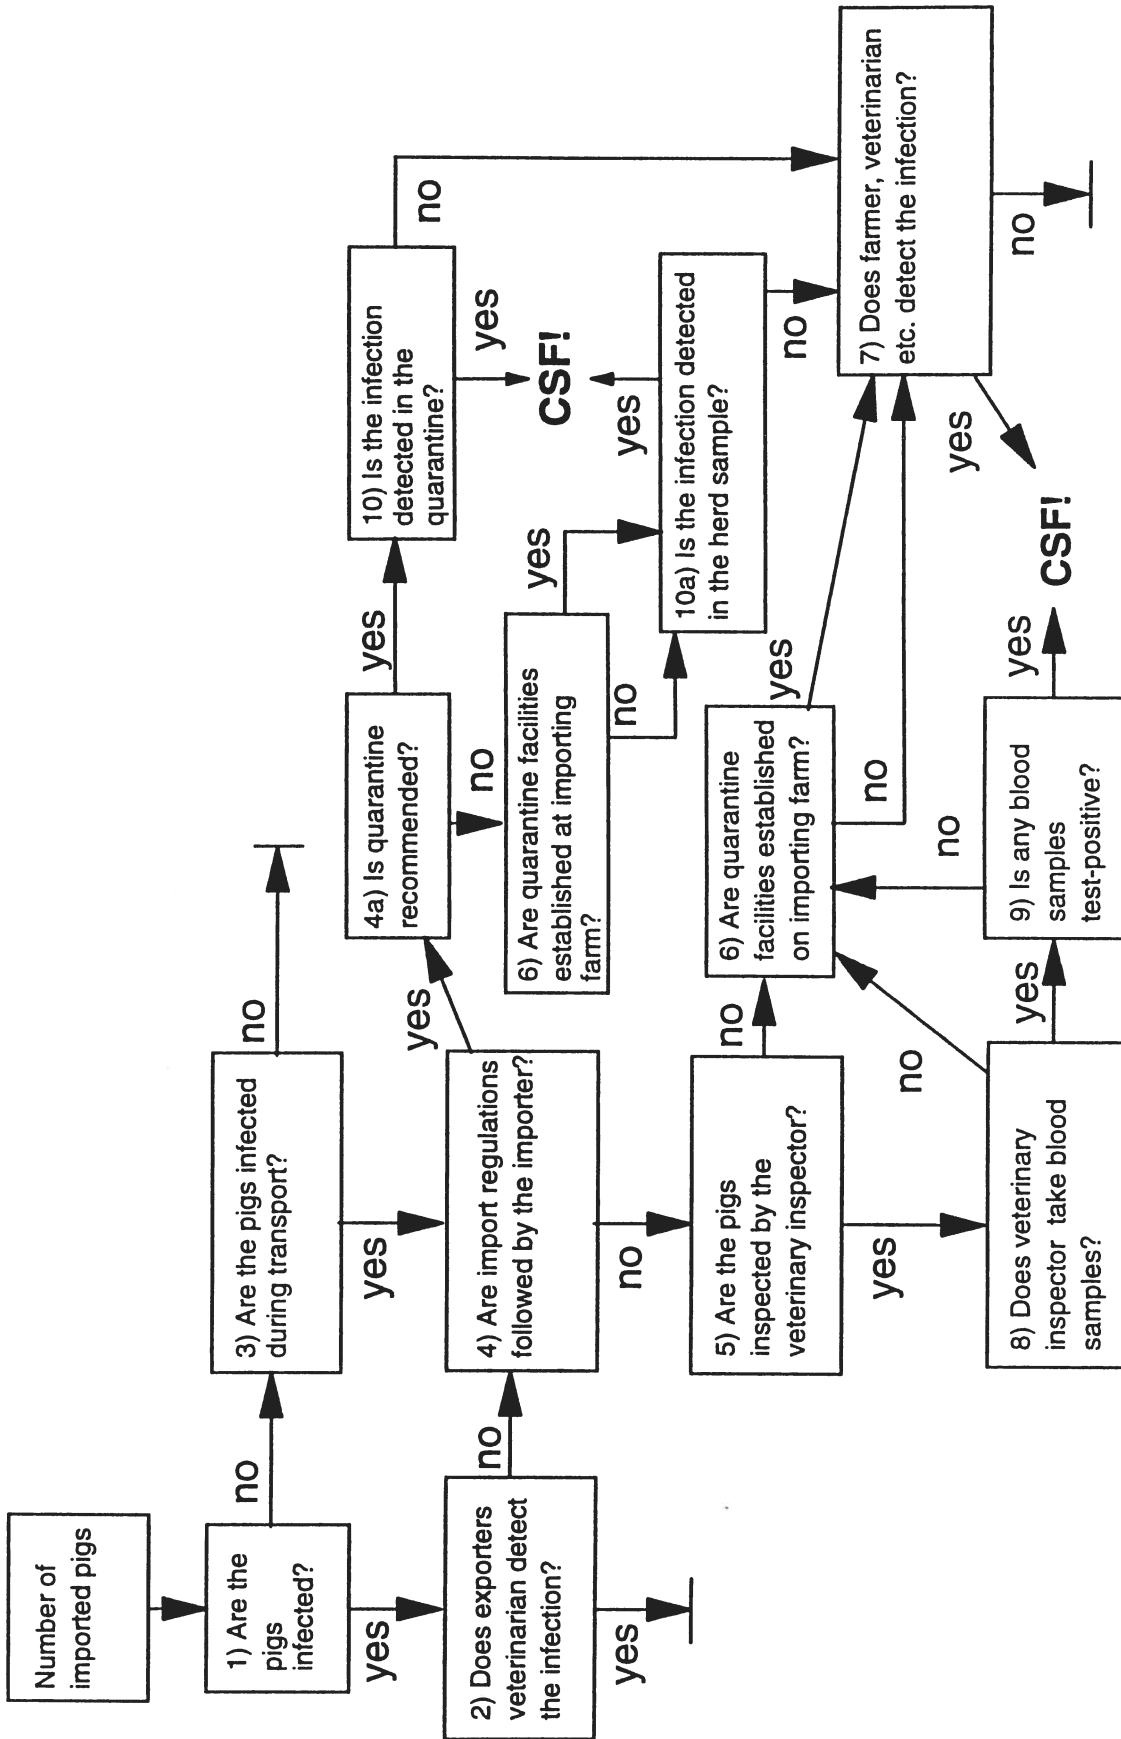 Number of
imported pigs
1) Are the
pigs
infected?
no
yes
3) Are the pigs infected
during transport?
no
yes
2) Does exporters
veterinarian detect
the infection?
no
yes
4) Are import regulations
followed by the importer?
yes
no
4a) Is quarantine
recommended?
yes
no
10) Is the infection
detected in the
quarantine?
no
yes
CSF!
6) Are quarantine facilities
established at importing
farm?
yes
no
10a) Is the infection detected
in the herd sample?
yes
no
5) Are the pigs
inspected by the
veterinary inspector?
no
yes
6) Are quarantine
facilities established
on importing farm?
yes
no
7) Does farmer, veterinarian
etc. detect the infection?
yes
no
8) Does veterinary
inspector take blood
samples?
no
yes
9) Is any blood
samples
test-positive?
no
yes
CSF!